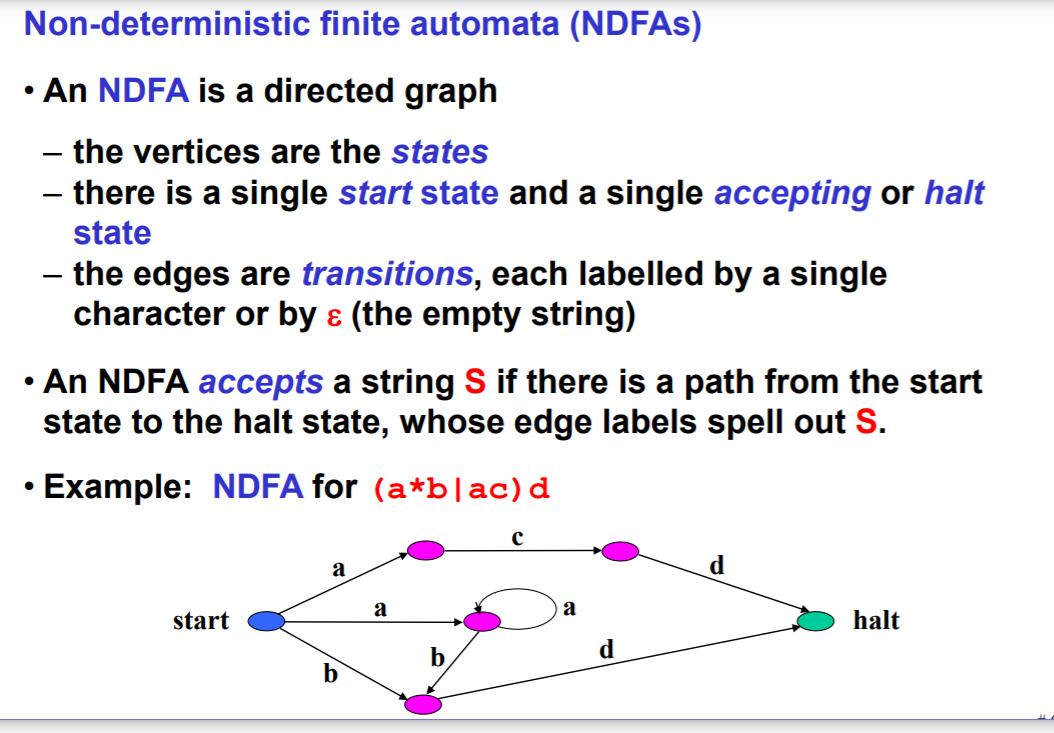 Non-deterministic finite automata (NDFAs)
• An NDFA is a directed graph
– the vertices are the states
– there is a single start state and a single accepting or halt
state
– the edges are transitions, each labelled by a single
character or by ε (the empty string)
• An NDFA accepts a string S if there is a path from the start
state to the halt state, whose edge labels spell out S.
• Example: NDFA for (a*b|ac)d
c
a
d
start
a
a
halt
b
d
b